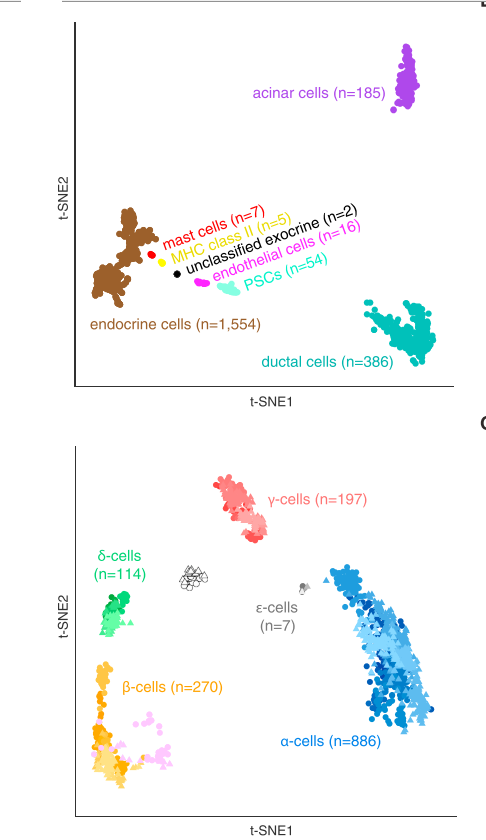 acinar cells (n=185)
t-SNE2
mast cells (n=7)
MHC class II (n=5)
unclassified exocrine (n=2)
endothelial cells (n=16)
PSCs (n=54)
endocrine cells (n=1,554)
ductal cells (n=386)
t-SNE1
γ-cells (n=197)
δ-cells
(n=114)
t-SNE2
ε-cells
(n=7)
β-cells (n=270)
α-cells (n=886)
t-SNE1